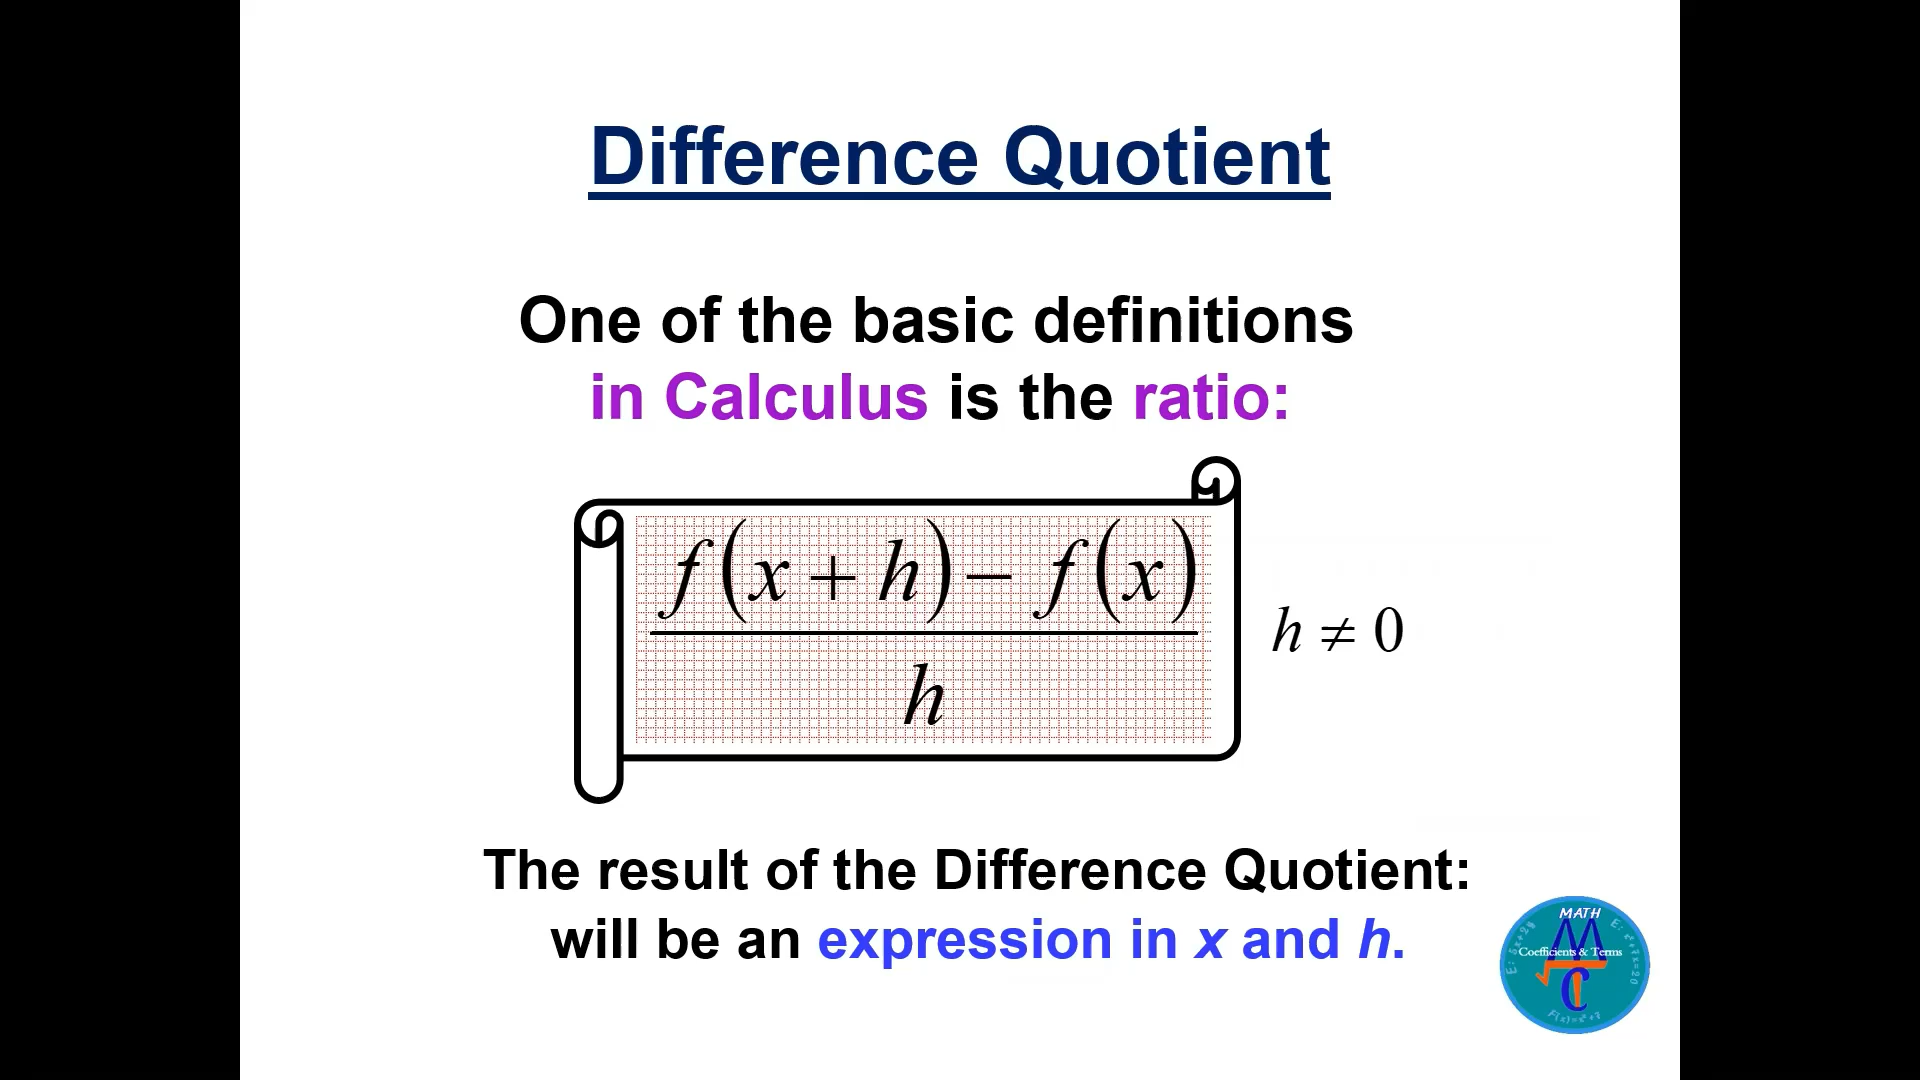 Difference Quotient
One of the basic definitions
in Calculus is the ratio:
f(x + h) − f(x)
h
h ≠ 0
The result of the Difference Quotient:
will be an expression in x and h.
MATH
Coefficients & Terms